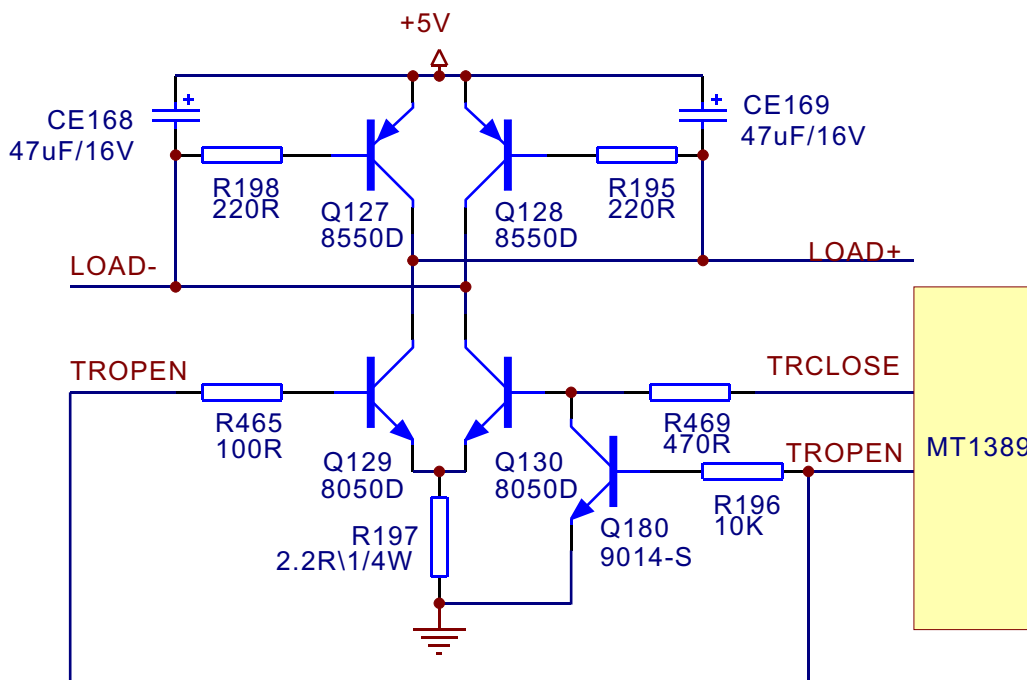 +5V
CE168
47uF/16V
CE169
47uF/16V
R198
220R
Q127
8550D
Q128
8550D
R195
220R
LOAD-
LOAD+
TROPEN
R465
100R
Q129
8050D
Q130
8050D
R469
470R
TRCLOSE
TROPEN
MT1389
R196
10K
Q180
9014-S
R197
2.2R\1/4W